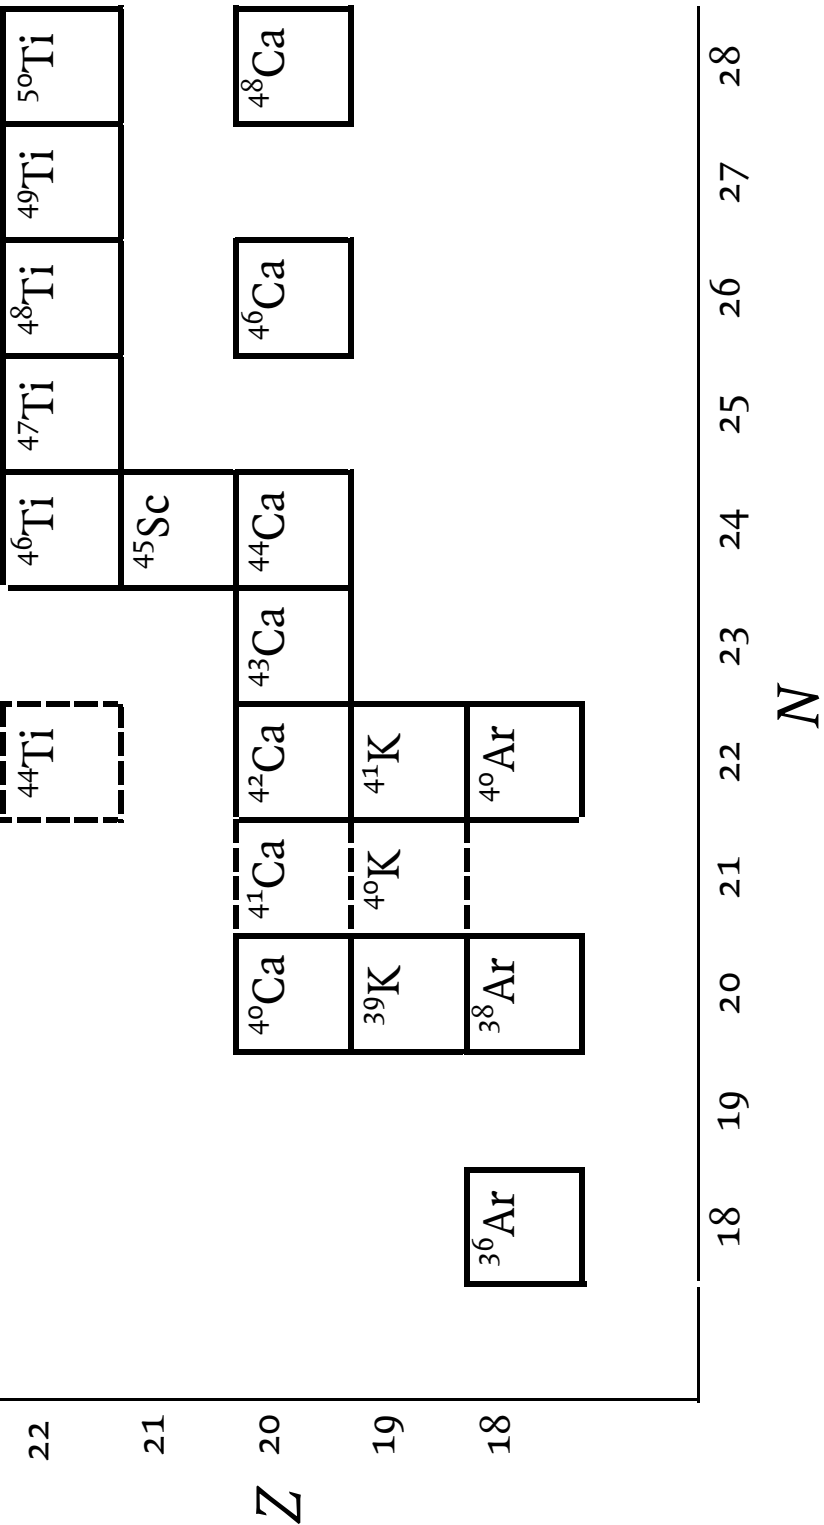 22 ⁴⁴Ti ⁴⁶Ti ⁴⁷Ti ⁴⁸Ti ⁴⁹Ti ⁵⁰Ti
21 ⁴⁵Sc
Z 20 ⁴⁰Ca ⁴¹Ca ⁴²Ca ⁴³Ca ⁴⁴Ca ⁴⁶Ca ⁴⁸Ca
19 ³⁹K ⁴⁰K ⁴¹K
18 ³⁶Ar ³⁸Ar ⁴⁰Ar
18 19 20 21 22 23 24 25 26 27 28
N